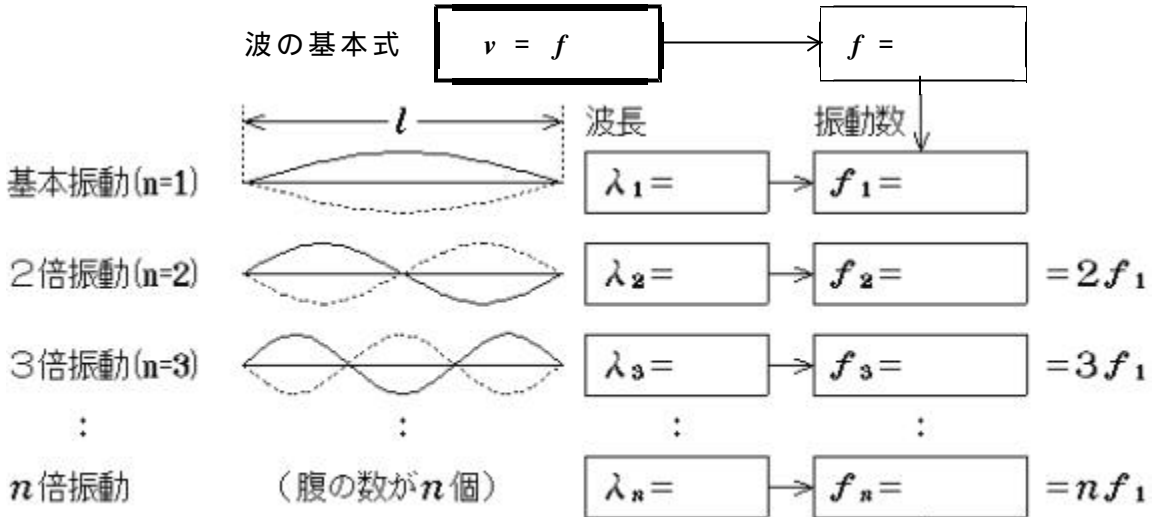 波の基本式 v = f f =
l 波長 振動数
基本振動(n=1) λ₁= f₁=
2倍振動(n=2) λ₂= f₂= =2f₁
3倍振動(n=3) λ₃= f₃= =3f₁
: : : :
n倍振動 (腹の数がn個) λₙ= fₙ= =nf₁